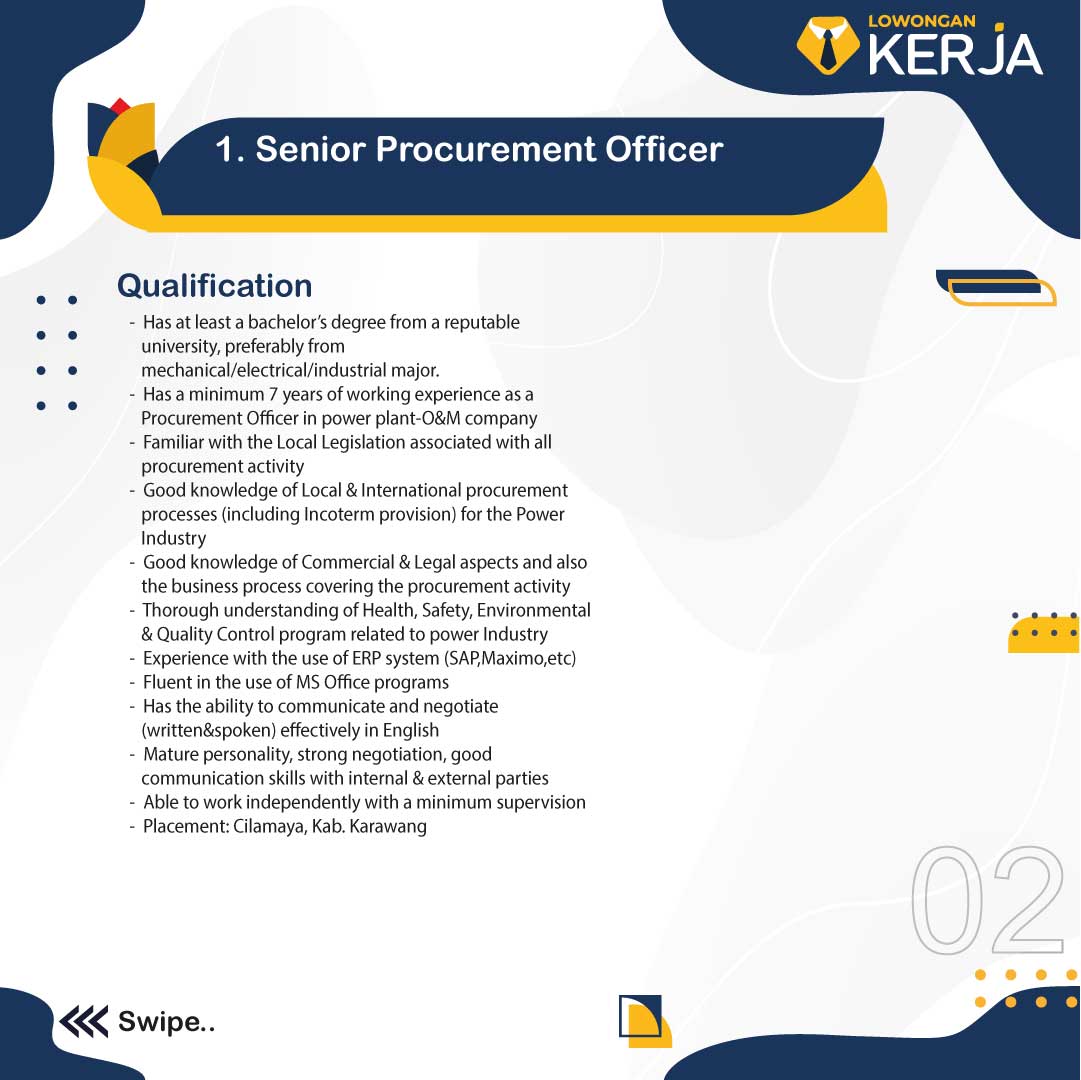 LOWONGAN
KERJA
1. Senior Procurement Officer
Qualification
- Has at least a bachelor’s degree from a reputable
university, preferably from
mechanical/electrical/industrial major.
- Has a minimum 7 years of working experience as a
Procurement Officer in power plant-O&M company
- Familiar with the Local Legislation associated with all
procurement activity
- Good knowledge of Local & International procurement
processes (including Incoterm provision) for the Power
Industry
- Good knowledge of Commercial & Legal aspects and also
the business process covering the procurement activity
- Thorough understanding of Health, Safety, Environmental
& Quality Control program related to power Industry
- Experience with the use of ERP system (SAP,Maximo,etc)
- Fluent in the use of MS Office programs
- Has the ability to communicate and negotiate
(written&spoken) effectively in English
- Mature personality, strong negotiation, good
communication skills with internal & external parties
- Able to work independently with a minimum supervision
- Placement: Cilamaya, Kab. Karawang
02
Swipe..